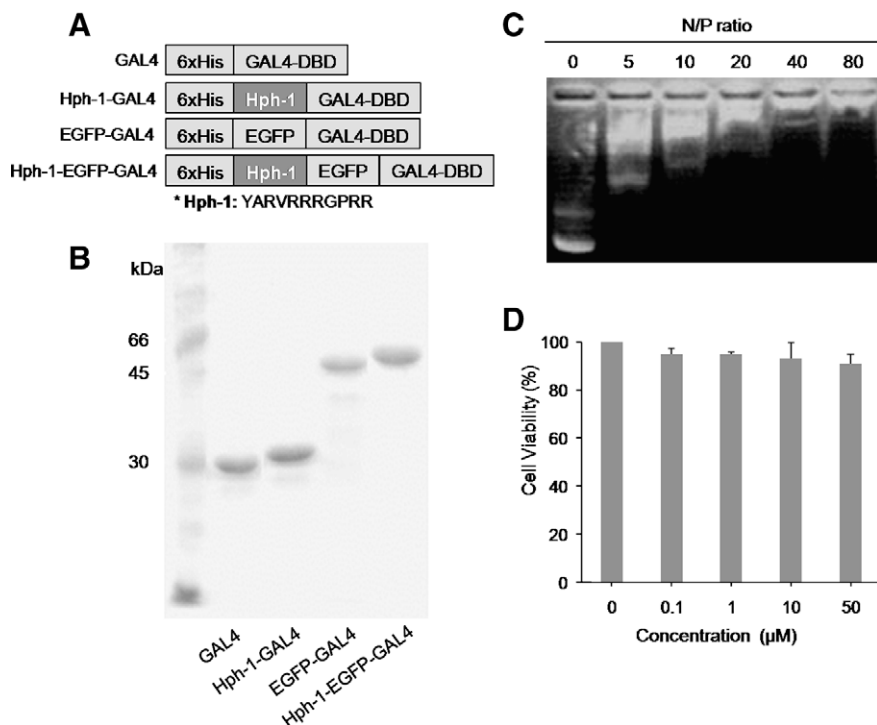 A
GAL4 6xHis GAL4-DBD
Hph-1-GAL4 6xHis Hph-1 GAL4-DBD
EGFP-GAL4 6xHis EGFP GAL4-DBD
Hph-1-EGFP-GAL4 6xHis Hph-1 EGFP GAL4-DBD
* Hph-1: YARVRRRGPRR
B
kDa
66
45
30
GAL4
Hph-1-GAL4
EGFP-GAL4
Hph-1-EGFP-GAL4
C
N/P ratio
0 5 10 20 40 80
D
Cell Viability (%)
100
80
60
40
20
0
0 0.1 1 10 50
Concentration (µM)